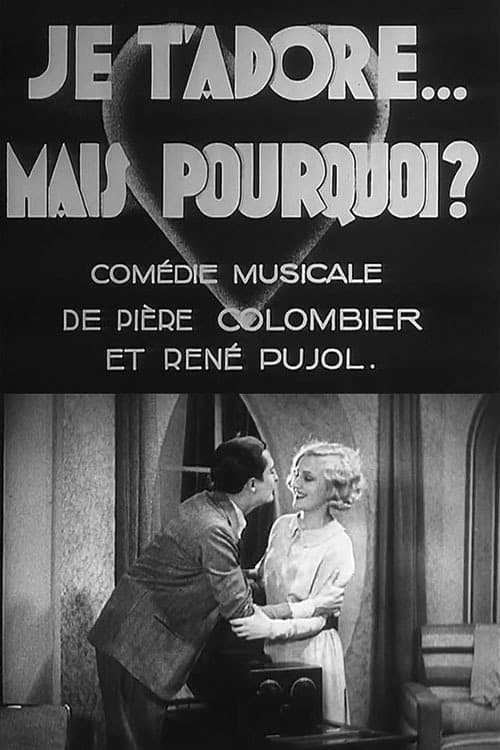 JE T'ADORE...
MAIS POURQUOI?
COMÉDIE MUSICALE
DE PIÈRE COLOMBIER
ET RENÉ PUJOL.